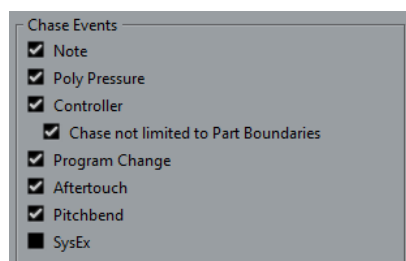 Chase Events
Note
Poly Pressure
Controller
Chase not limited to Part Boundaries
Program Change
Aftertouch
Pitchbend
SysEx